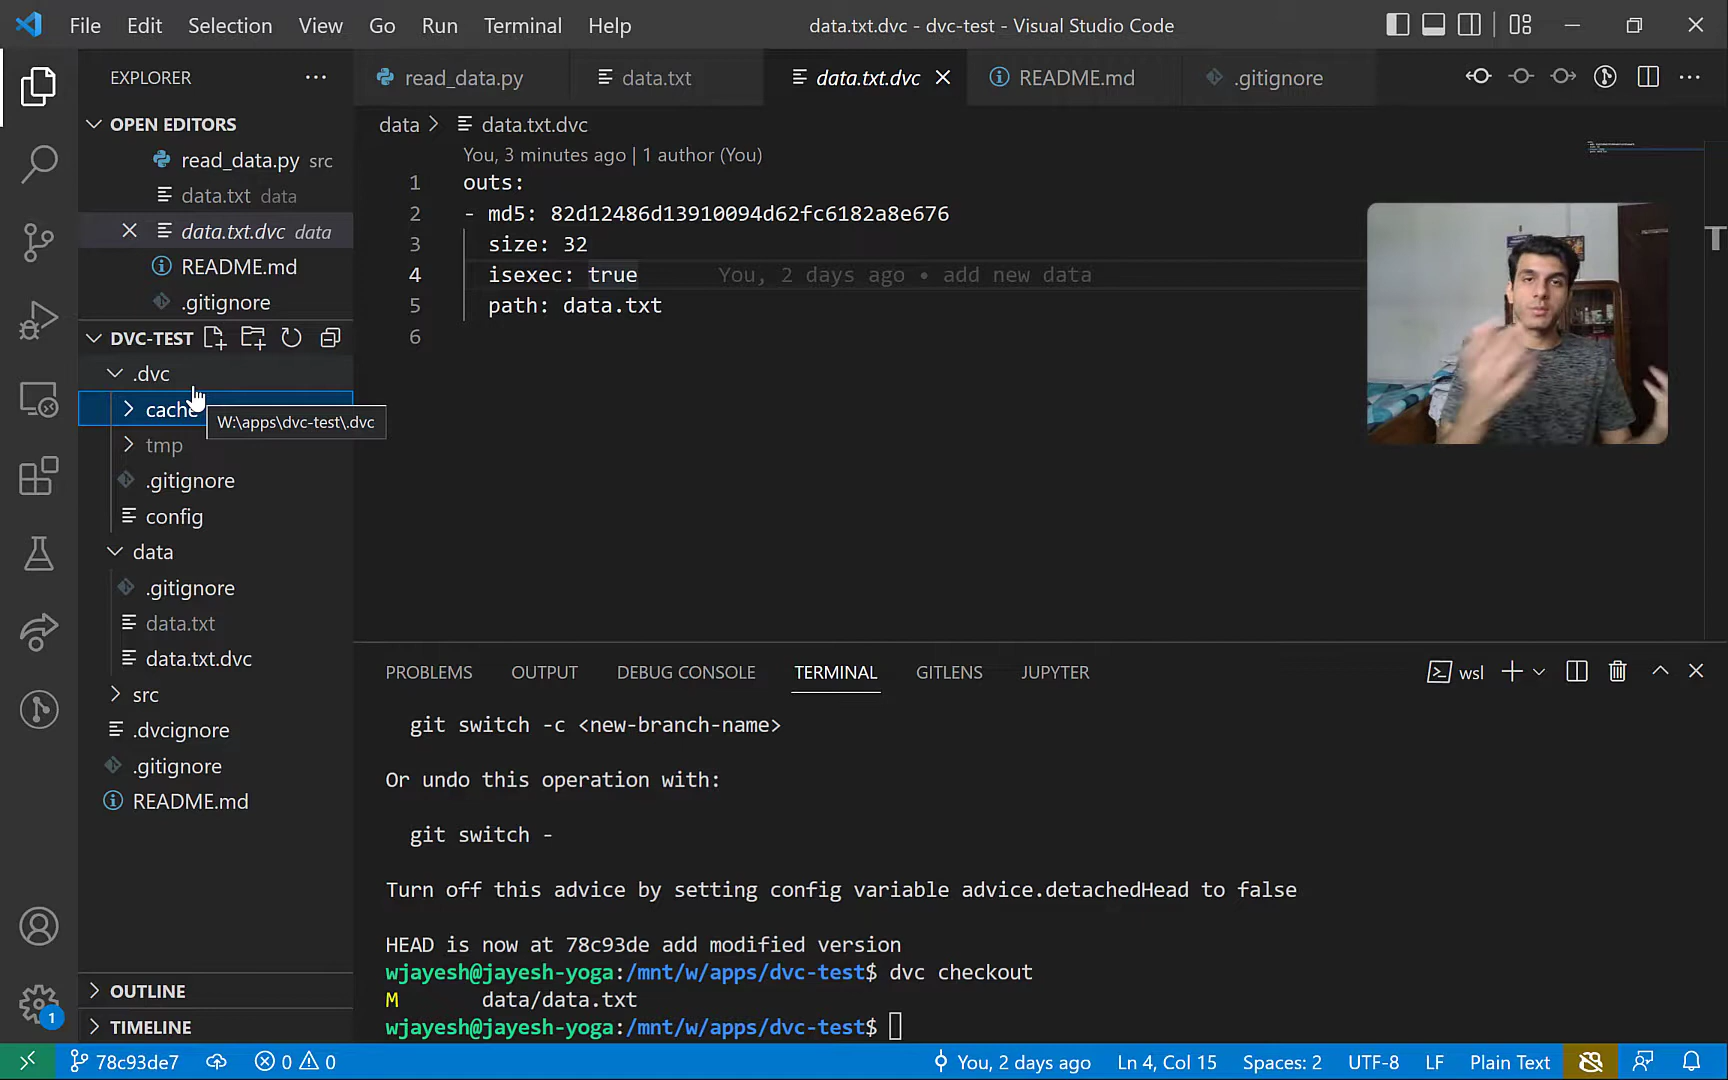 File Edit Selection View Go Run Terminal Help data.txt.dvc - dvc-test - Visual Studio Code
EXPLORER
read_data.py data.txt data.txt.dvc README.md .gitignore
OPEN EDITORS
read_data.py src
data.txt data
data.txt.dvc data
README.md
.gitignore
DVC-TEST
.dvc
cache
W:\apps\dvc-test\.dvc
tmp
.gitignore
config
data
.gitignore
data.txt
data.txt.dvc
src
.dvcignore
.gitignore
README.md
OUTLINE
TIMELINE
1
data > data.txt.dvc
You, 3 minutes ago | 1 author (You)
1 outs:
2 - md5: 82d12486d13910094d62fc6182a8e676
3 size: 32
4 isexec: true You, 2 days ago • add new data
5 path: data.txt
6
PROBLEMS OUTPUT DEBUG CONSOLE TERMINAL GITLENS JUPYTER wsl
git switch -c <new-branch-name>
Or undo this operation with:
git switch -
Turn off this advice by setting config variable advice.detachedHead to false
HEAD is now at 78c93de add modified version
wjayesh@jayesh-yoga:/mnt/w/apps/dvc-test$ dvc checkout
M data/data.txt
wjayesh@jayesh-yoga:/mnt/w/apps/dvc-test$
78c93de7 0 0 You, 2 days ago Ln 4, Col 15 Spaces: 2 UTF-8 LF Plain Text